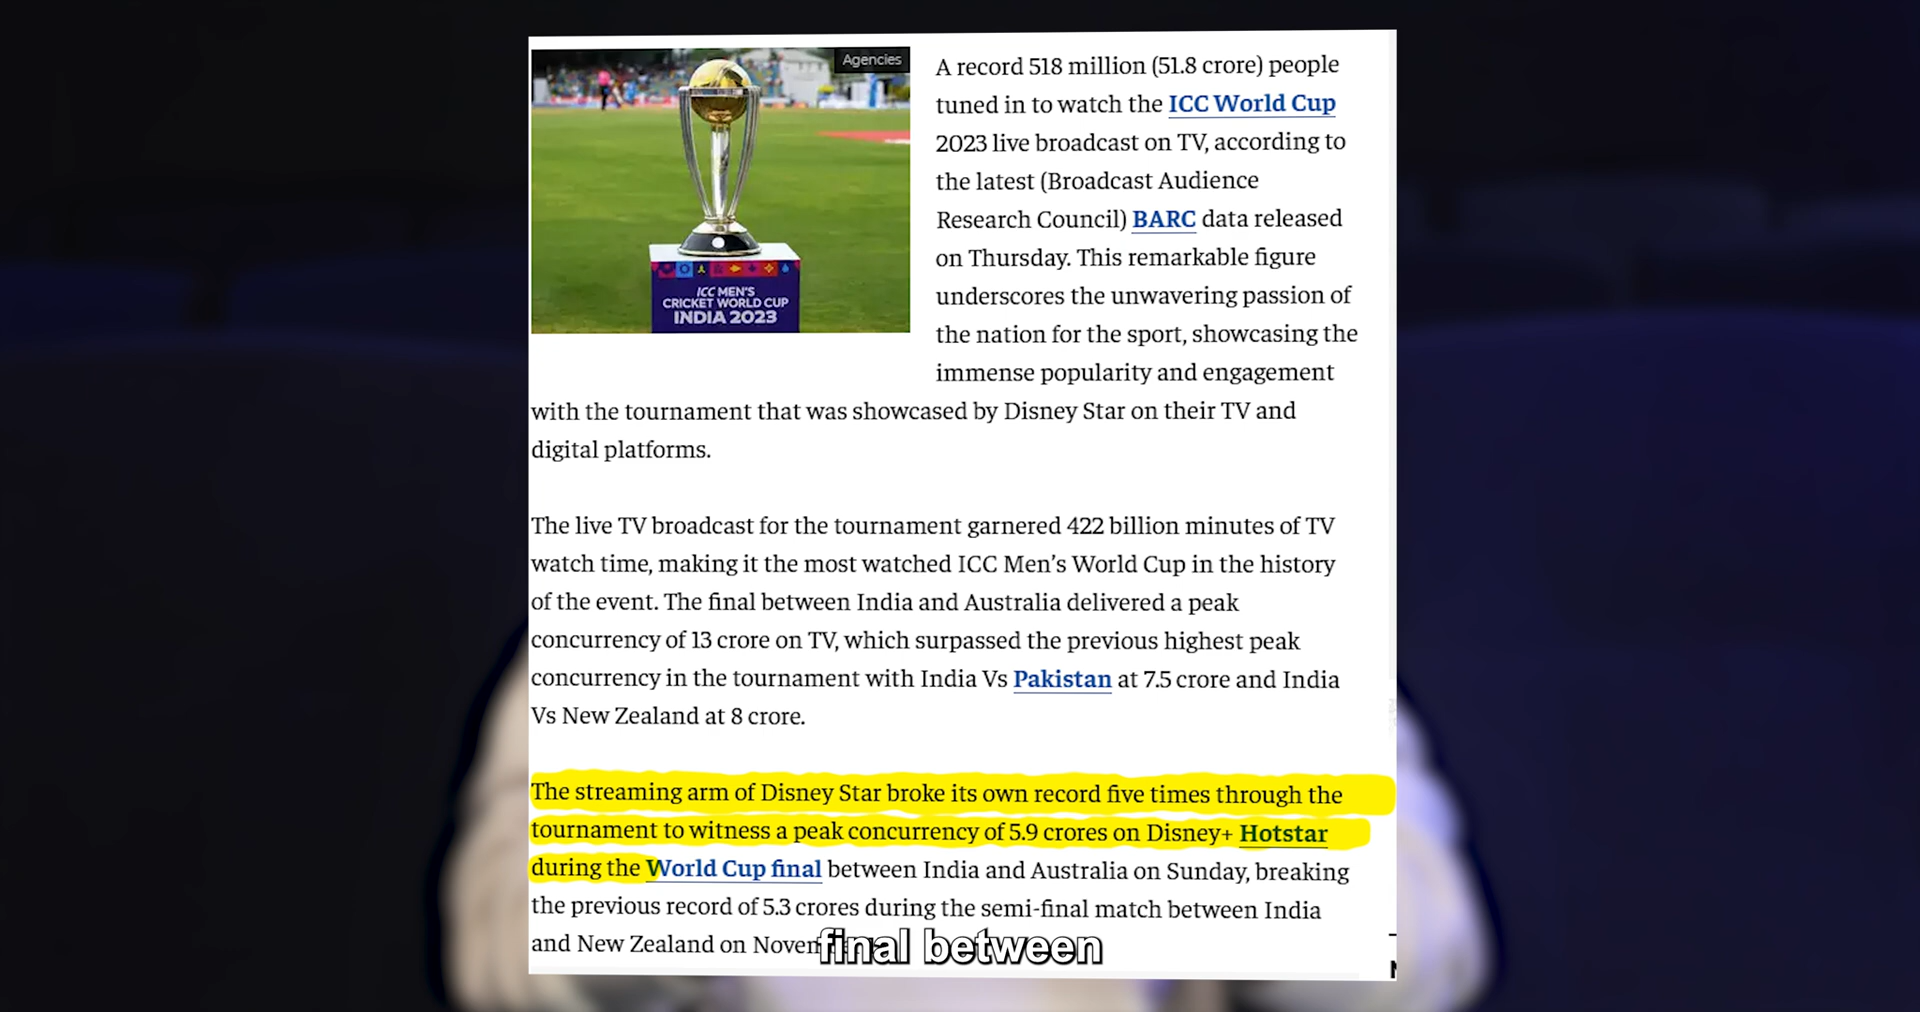 Agencies
ICC MEN'S
CRICKET WORLD CUP
INDIA 2023
A record 518 million (51.8 crore) people
tuned in to watch the ICC World Cup
2023 live broadcast on TV, according to
the latest (Broadcast Audience
Research Council) BARC data released
on Thursday. This remarkable figure
underscores the unwavering passion of
the nation for the sport, showcasing the
immense popularity and engagement
with the tournament that was showcased by Disney Star on their TV and
digital platforms.
The live TV broadcast for the tournament garnered 422 billion minutes of TV
watch time, making it the most watched ICC Men’s World Cup in the history
of the event. The final between India and Australia delivered a peak
concurrency of 13 crore on TV, which surpassed the previous highest peak
concurrency in the tournament with India Vs Pakistan at 7.5 crore and India
Vs New Zealand at 8 crore.
The streaming arm of Disney Star broke its own record five times through the
tournament to witness a peak concurrency of 5.9 crores on Disney+ Hotstar
during the World Cup final between India and Australia on Sunday, breaking
the previous record of 5.3 crores during the semi-final match between India
and New Zealand on
final between